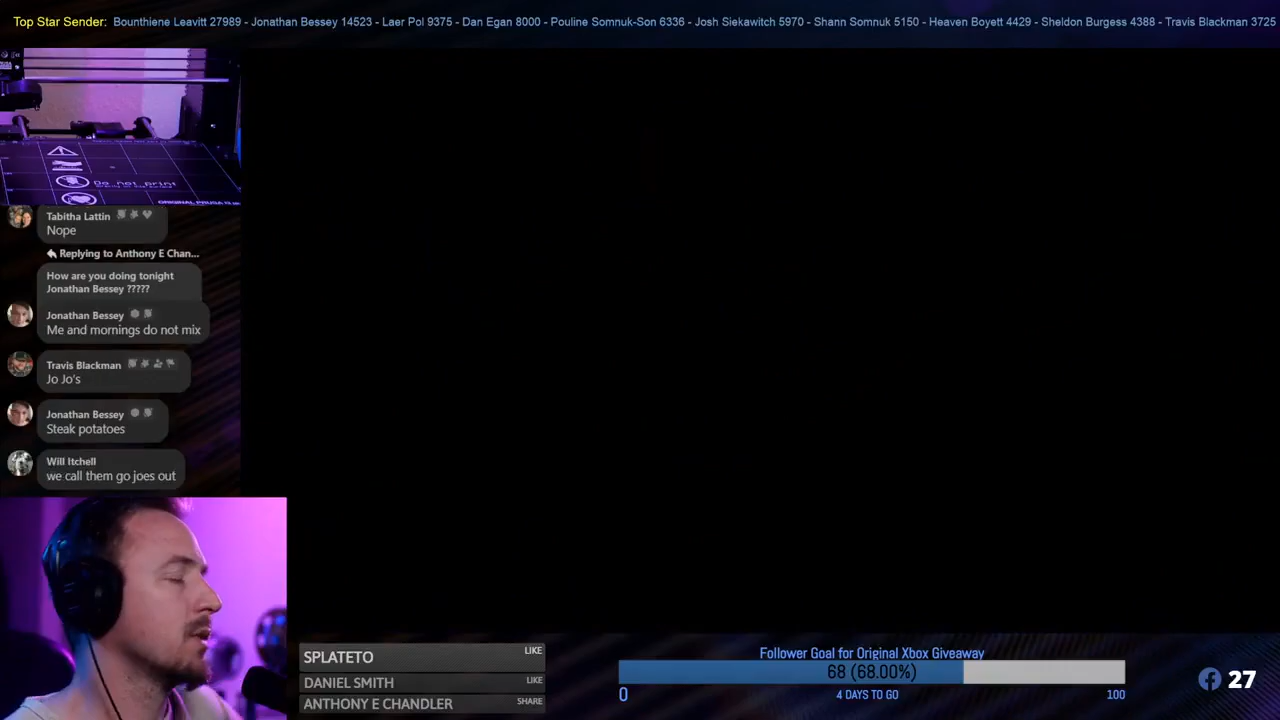 Top Star Sender: Bounthiene Leavitt 27989 - Jonathan Bessey 14523 - Laer Pol 9375 - Dan Egan 8000 - Pouline Somnuk-Son 6336 - Josh Siekawitch 5970 - Shann Somnuk 5150 - Heaven Boyett 4429 - Sheldon Burgess 4388 - Travis Blackman 3725
Do not print
ORIGINAL PRUSA
Tabitha Lattin
Nope
Replying to Anthony E Chan...
How are you doing tonight
Jonathan Bessey ?????
Jonathan Bessey
Me and mornings do not mix
Travis Blackman
Jo Jo's
Jonathan Bessey
Steak potatoes
Will Itchell
we call them go joes out
SPLATETO LIKE
DANIEL SMITH LIKE
ANTHONY E CHANDLER SHARE
Follower Goal for Original Xbox Giveaway
68 (68.00%)
0 4 DAYS TO GO 100
27